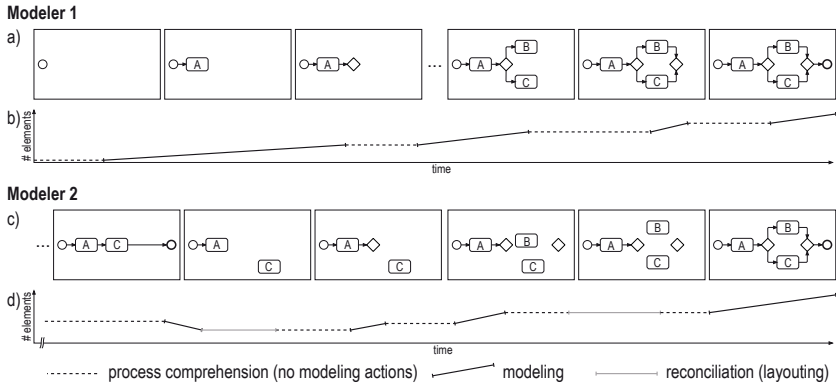 Modeler 1
a)
A
A
... 
A
B
C
A
B
C
A
B
C
b)
# elements
time
Modeler 2
c)
...
A
C
A
C
A
C
A
B
C
A
B
C
A
B
C
d)
# elements
time
process comprehension (no modeling actions)
modeling
reconciliation (layouting)